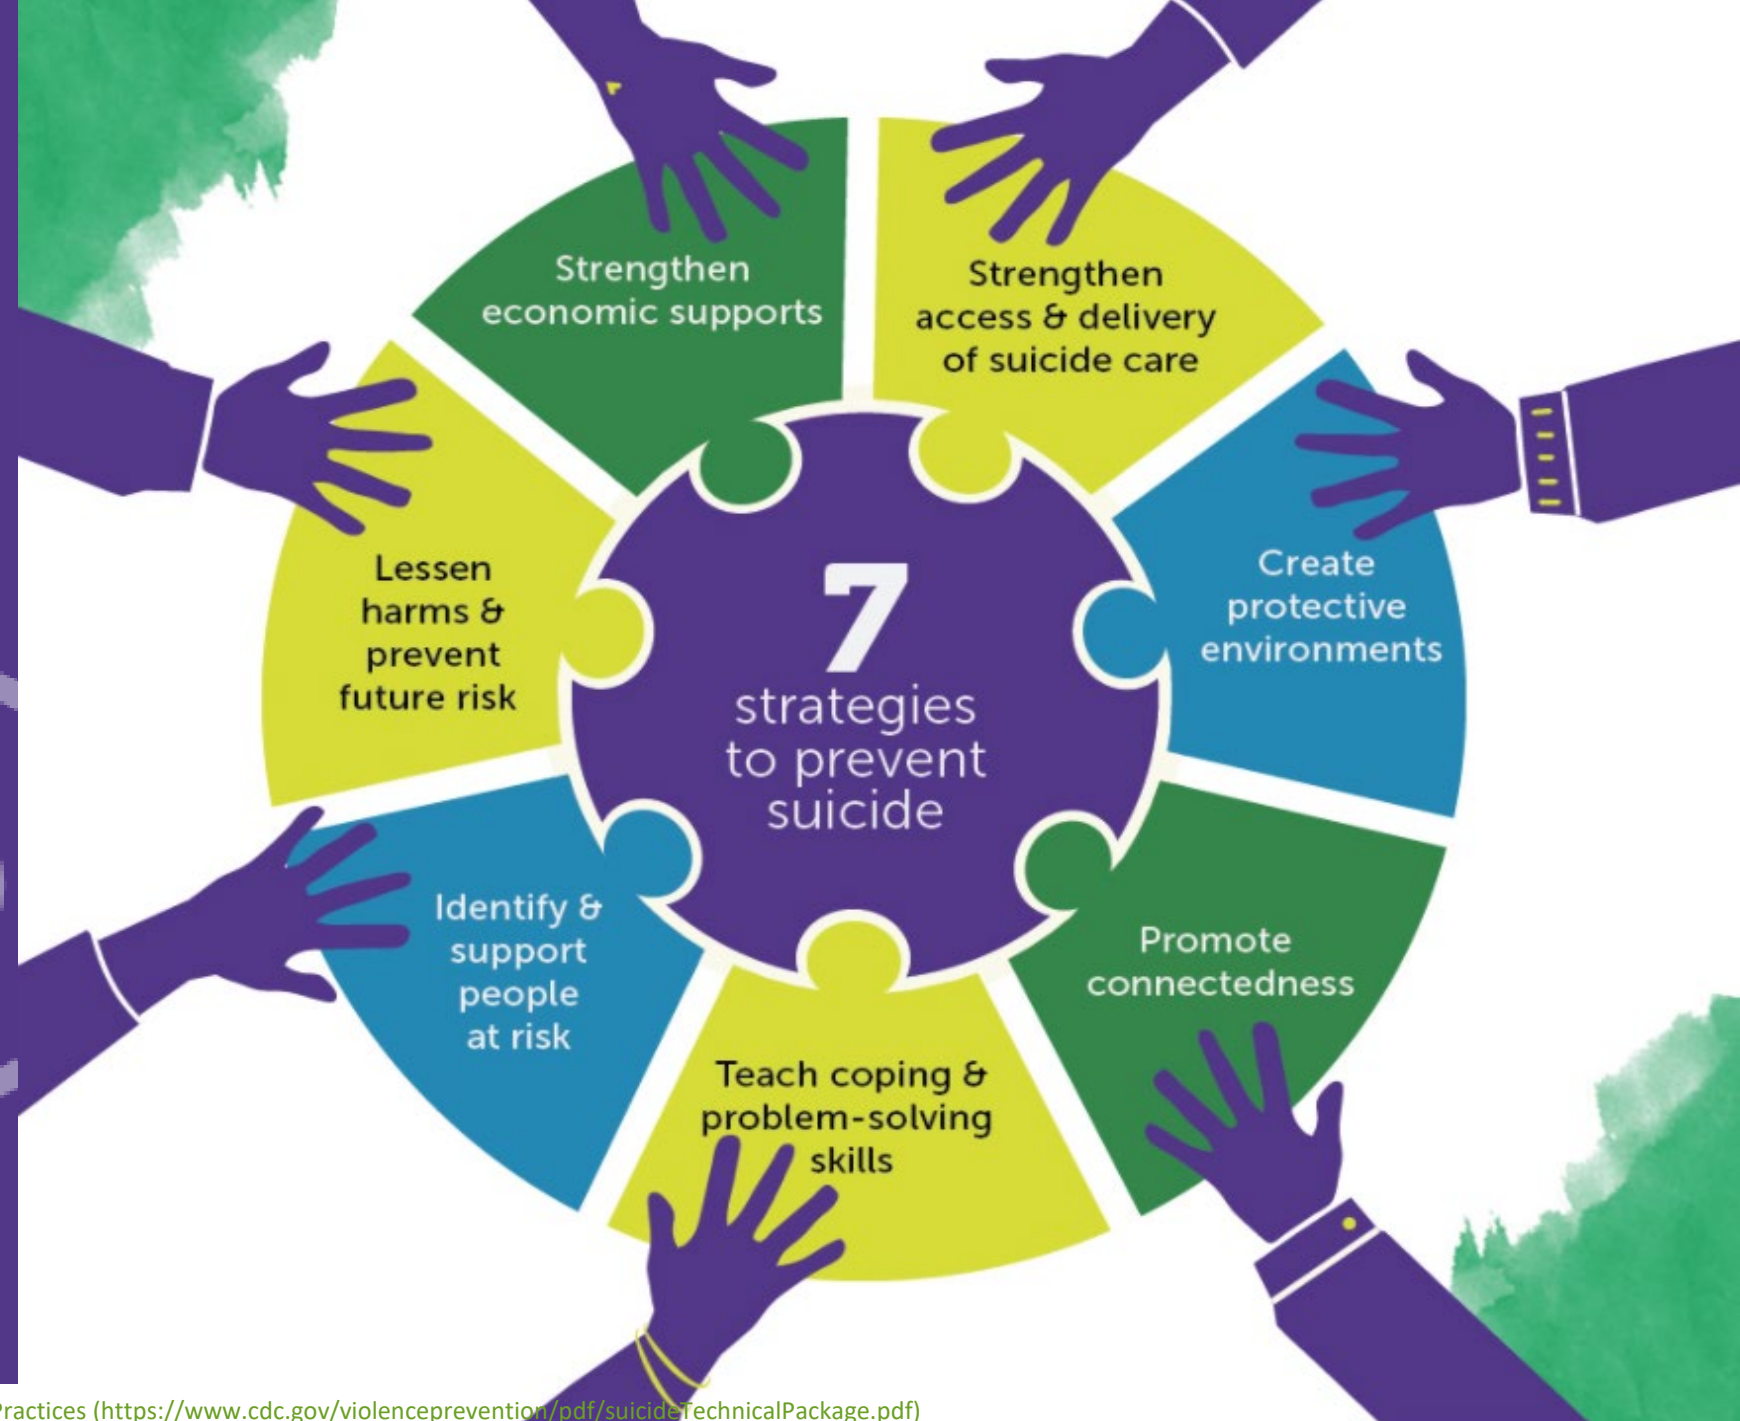 Strengthen
economic supports
Strengthen
access & delivery
of suicide care
Create
protective
environments
Promote
connectedness
Teach coping &
problem-solving
skills
Identify &
support
people
at risk
Lessen
harms &
prevent
future risk
7
strategies
to prevent
suicide
Practices (https://www.cdc.gov/violenceprevention/pdf/suicideTechnicalPackage.pdf)